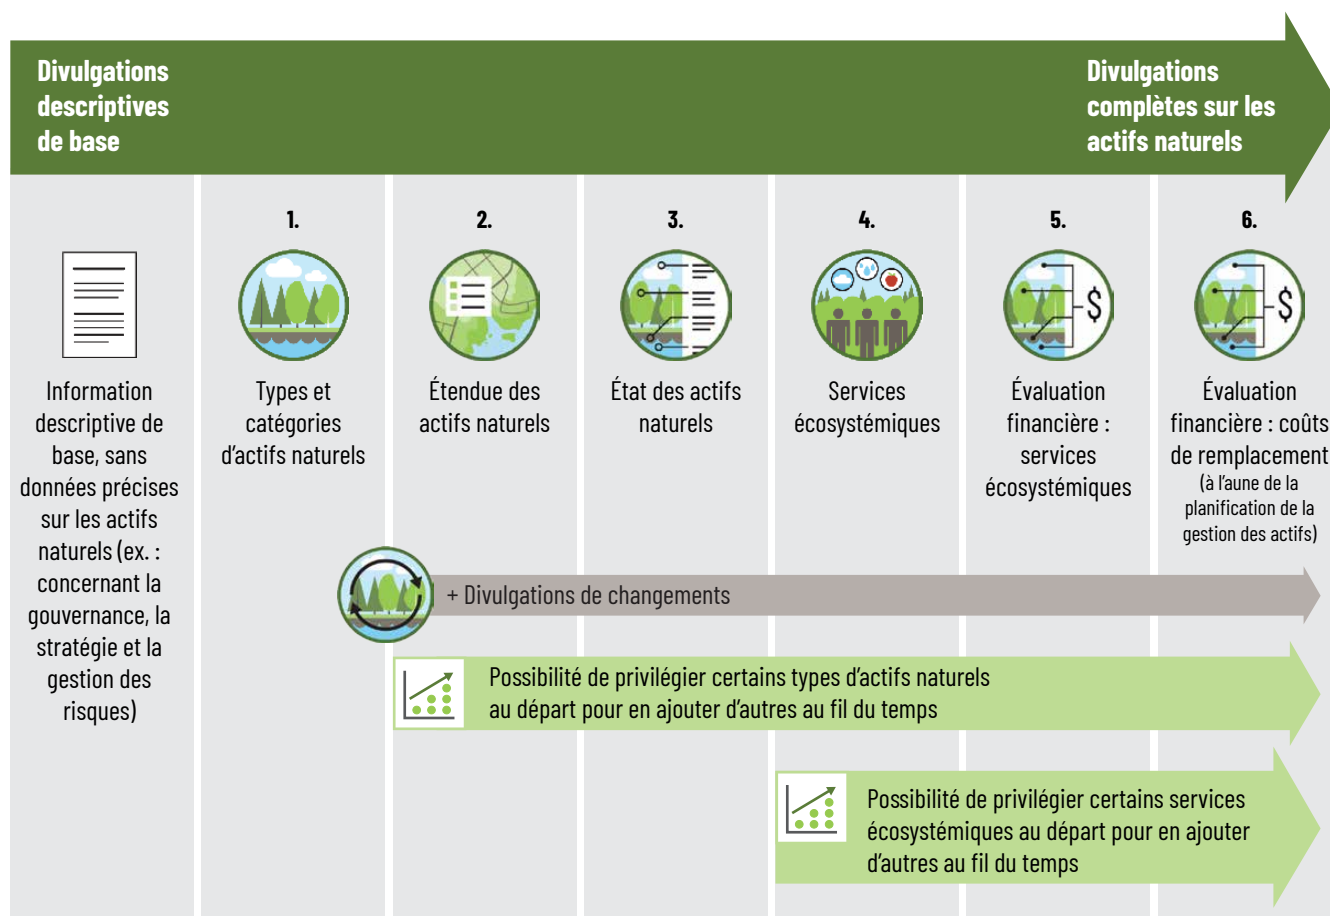 Divulgations
descriptives
de base
Divulgations
complètes sur les
actifs naturels
Information
descriptive de
base, sans
données précises
sur les actifs
naturels (ex. :
concernant la
gouvernance, la
stratégie et la
gestion des
risques)
1.
Types et
catégories
d’actifs naturels
2.
Étendue des
actifs naturels
3.
État des actifs
naturels
4.
Services
écosystémiques
5.
$
Évaluation
financière :
services
écosystémiques
6.
$
Évaluation
financière : coûts
de remplacement
(à l’aune de la
planification de la
gestion des actifs)
+ Divulgations de changements
Possibilité de privilégier certains types d’actifs naturels
au départ pour en ajouter d’autres au fil du temps
Possibilité de privilégier certains services
écosystémiques au départ pour en ajouter
d’autres au fil du temps